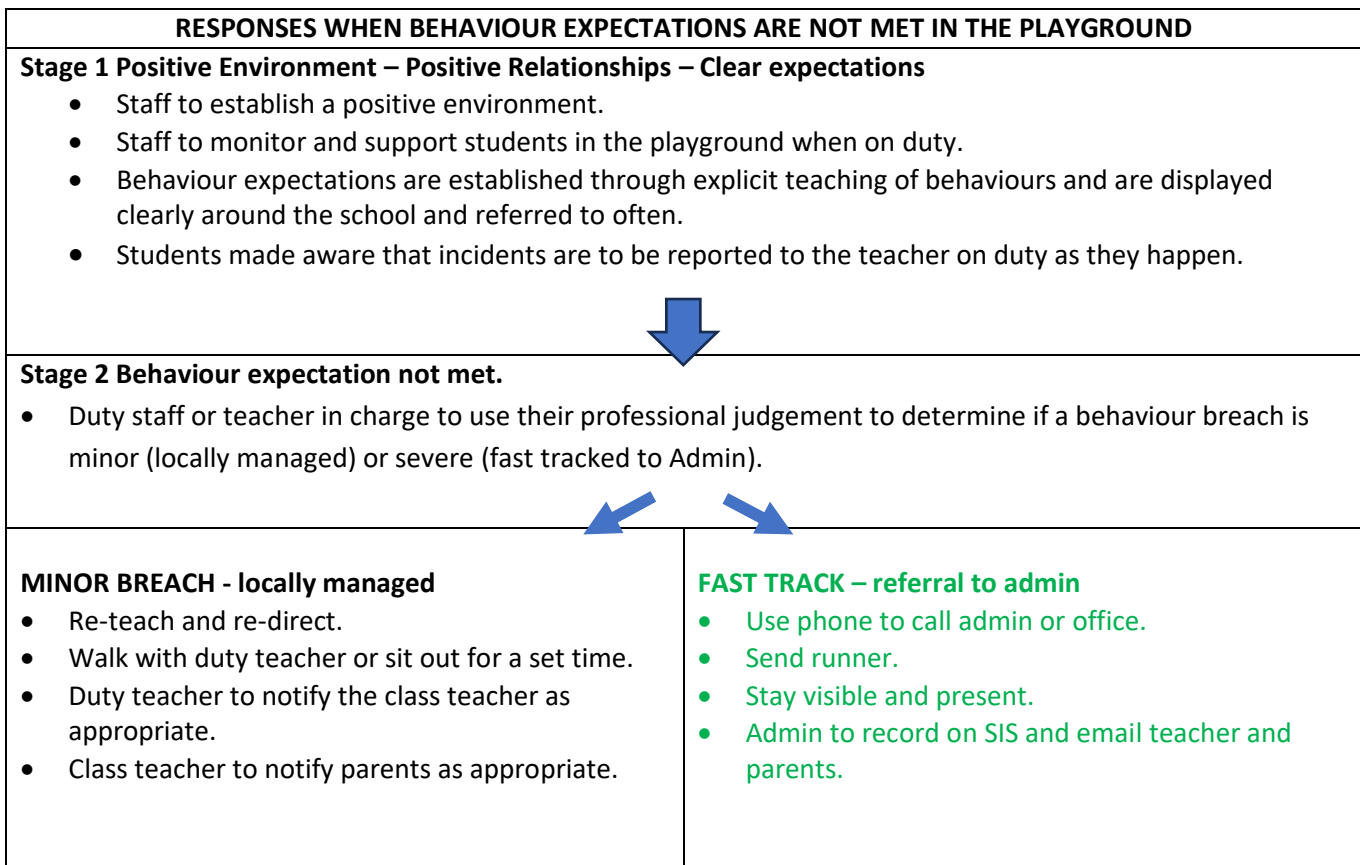 RESPONSES WHEN BEHAVIOUR EXPECTATIONS ARE NOT MET IN THE PLAYGROUND
Stage 1 Positive Environment – Positive Relationships – Clear expectations
• Staff to establish a positive environment.
• Staff to monitor and support students in the playground when on duty.
• Behaviour expectations are established through explicit teaching of behaviours and are displayed
clearly around the school and referred to often.
• Students made aware that incidents are to be reported to the teacher on duty as they happen.
Stage 2 Behaviour expectation not met.
• Duty staff or teacher in charge to use their professional judgement to determine if a behaviour breach is
minor (locally managed) or severe (fast tracked to Admin).
MINOR BREACH - locally managed
• Re-teach and re-direct.
• Walk with duty teacher or sit out for a set time.
• Duty teacher to notify the class teacher as
appropriate.
• Class teacher to notify parents as appropriate.
FAST TRACK – referral to admin
• Use phone to call admin or office.
• Send runner.
• Stay visible and present.
• Admin to record on SIS and email teacher and
parents.